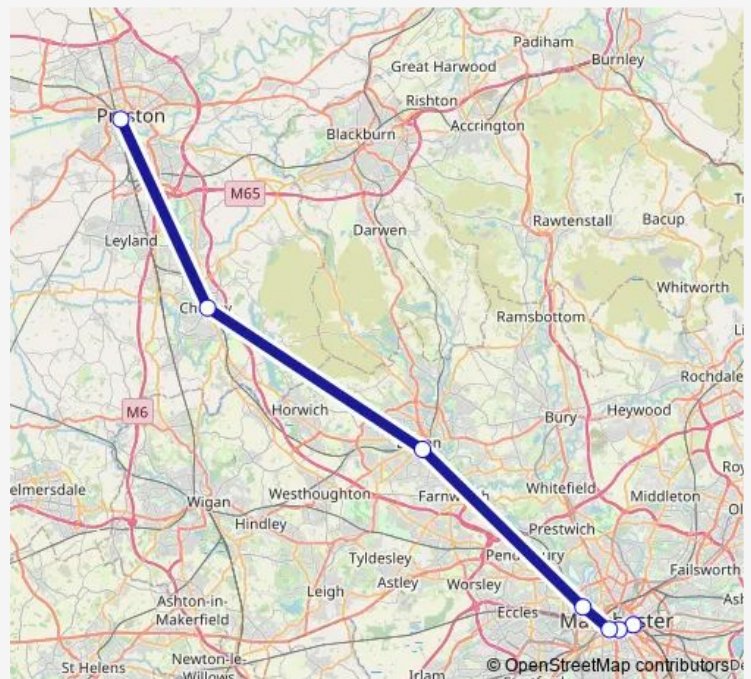 Padiham
Burnley
Great Harwood
Rishton
Preston
Accrington
Blackburn
M65
Rawtenstall
Bacup
Darwen
Leyland
Whitworth
Ramsbottom
Rochdale
M6
Horwich
Bury
Heywood
elmersdale
Westhoughton
Whitefield
Middleton
Wigan
Hindley
Prestwich
Tyldesley
Failsworth
Astley
Worsley
Leigh
Ashton-in-
Makerfield
Eccles
St Helens
Newton-le-
Willows
Irlam
© OpenStreetMap contributors